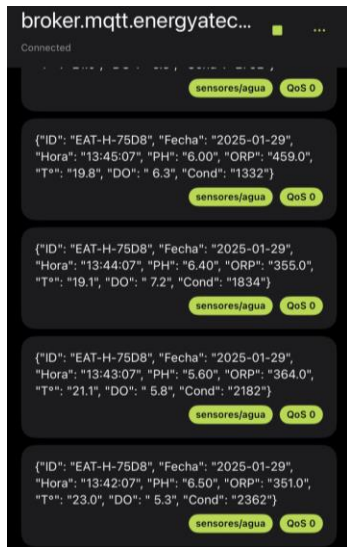 broker.mqtt.energyatec...
Connected
sensores/agua QoS 0
{"ID": "EAT-H-75D8", "Fecha": "2025-01-29",
"Hora": "13:45:07", "PH": "6.00", "ORP": "459.0",
"T°": "19.8", "DO": " 6.3", "Cond": "1332"}
sensores/agua QoS 0
{"ID": "EAT-H-75D8", "Fecha": "2025-01-29",
"Hora": "13:44:07", "PH": "6.40", "ORP": "355.0",
"T°": "19.1", "DO": " 7.2", "Cond": "1834"}
sensores/agua QoS 0
{"ID": "EAT-H-75D8", "Fecha": "2025-01-29",
"Hora": "13:43:07", "PH": "5.60", "ORP": "364.0",
"T°": "21.1", "DO": " 5.8", "Cond": "2182"}
sensores/agua QoS 0
{"ID": "EAT-H-75D8", "Fecha": "2025-01-29",
"Hora": "13:42:07", "PH": "6.50", "ORP": "351.0",
"T°": "23.0", "DO": " 5.3", "Cond": "2362"}
sensores/agua QoS 0